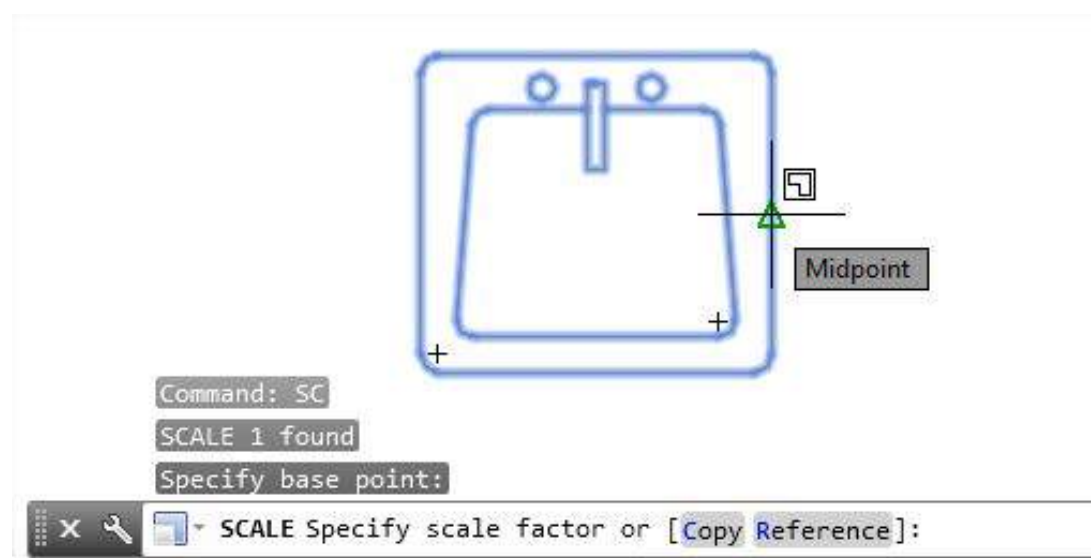 Midpoint
Command: SC
SCALE 1 found
Specify base point:
SCALE Specify scale factor or [Copy Reference]: